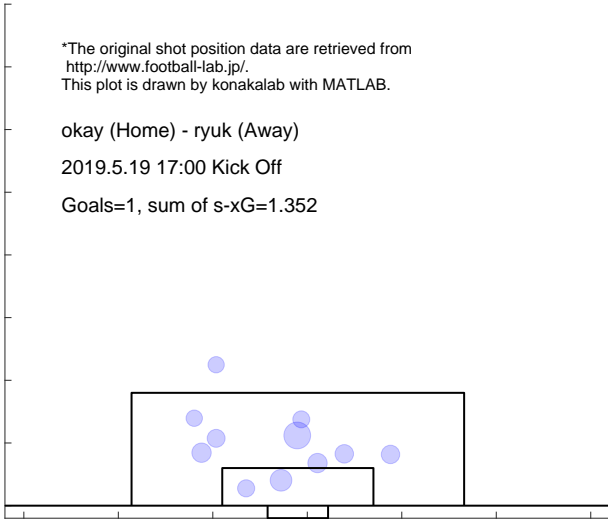 *The original shot position data are retrieved from
http://www.football-lab.jp/.
This plot is drawn by konakalab with MATLAB.
okay (Home) - ryuk (Away)
2019.5.19 17:00 Kick Off
Goals=1, sum of s-xG=1.352